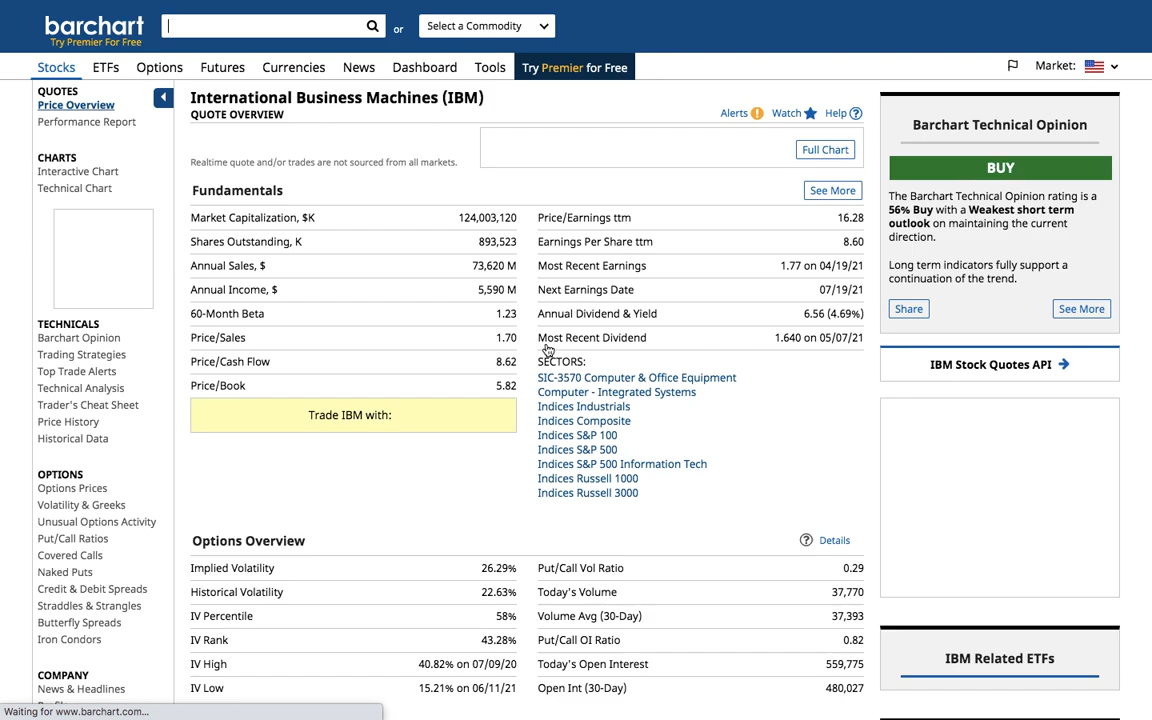 barchart
Try Premier For Free
or
Select a Commodity
Stocks
ETFs
Options
Futures
Currencies
News
Dashboard
Tools
Try Premier for Free
Market:
QUOTES
Price Overview
Performance Report
CHARTS
Interactive Chart
Technical Chart
TECHNICALS
Barchart Opinion
Trading Strategies
Top Trade Alerts
Technical Analysis
Trader's Cheat Sheet
Price History
Historical Data
OPTIONS
Options Prices
Volatility & Greeks
Unusual Options Activity
Put/Call Ratios
Covered Calls
Naked Puts
Credit & Debit Spreads
Straddles & Strangles
Butterfly Spreads
Iron Condors
COMPANY
News & Headlines
Waiting for www.barchart.com...
International Business Machines (IBM)
QUOTE OVERVIEW
Alerts
Watch
Help
Realtime quote and/or trades are not sourced from all markets.
Full Chart
Fundamentals
See More
Market Capitalization, $K 124,003,120
Shares Outstanding, K 893,523
Annual Sales, $ 73,620 M
Annual Income, $ 5,590 M
60-Month Beta 1.23
Price/Sales 1.70
Price/Cash Flow 8.62
Price/Book 5.82
Trade IBM with:
Price/Earnings ttm 16.28
Earnings Per Share ttm 8.60
Most Recent Earnings 1.77 on 04/19/21
Next Earnings Date 07/19/21
Annual Dividend & Yield 6.56 (4.69%)
Most Recent Dividend 1.640 on 05/07/21
SECTORS:
SIC-3570 Computer & Office Equipment
Computer - Integrated Systems
Indices Industrials
Indices Composite
Indices S&P 100
Indices S&P 500
Indices S&P 500 Information Tech
Indices Russell 1000
Indices Russell 3000
Options Overview
Details
Implied Volatility 26.29%
Historical Volatility 22.63%
IV Percentile 58%
IV Rank 43.28%
IV High 40.82% on 07/09/20
IV Low 15.21% on 06/11/21
Put/Call Vol Ratio 0.29
Today's Volume 37,770
Volume Avg (30-Day) 37,393
Put/Call OI Ratio 0.82
Today's Open Interest 559,775
Open Int (30-Day) 480,027
Barchart Technical Opinion
BUY
The Barchart Technical Opinion rating is a
56% Buy with a Weakest short term
outlook on maintaining the current
direction.
Long term indicators fully support a
continuation of the trend.
Share
See More
IBM Stock Quotes API
IBM Related ETFs